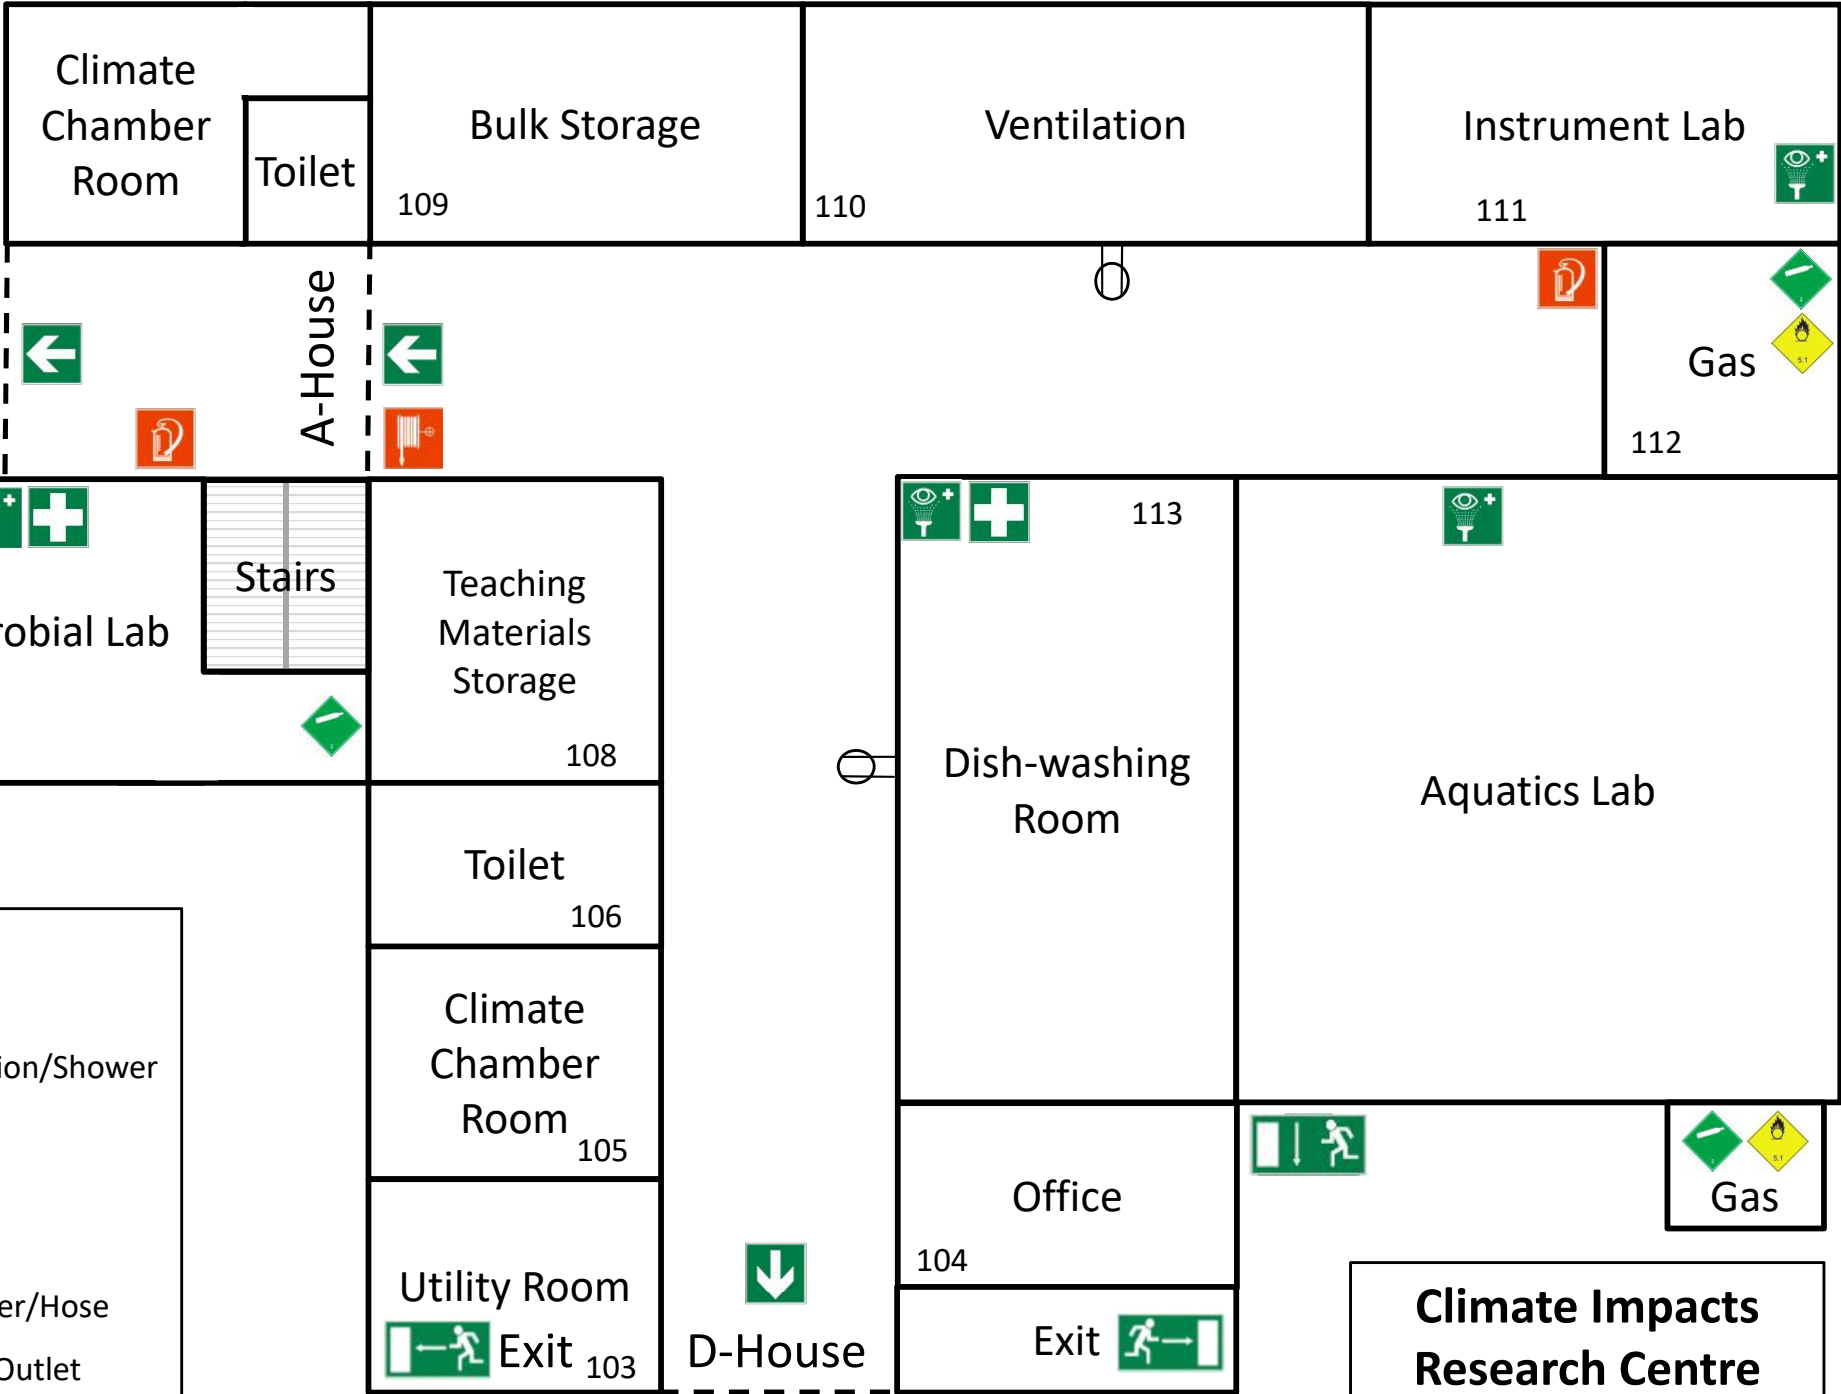 Climate
Chamber
Room
Toilet
Bulk Storage
109
Ventilation
110
Instrument Lab
111
A-House
Gas
112
robial Lab
Stairs
Teaching
Materials
Storage
108
113
Dish-washing
Room
Aquatics Lab
Toilet
106
Climate
Chamber
Room
105
ion/Shower
er/Hose
Outlet
Utility Room
Exit
103
D-House
Office
104
Exit
Gas
Climate Impacts
Research Centre